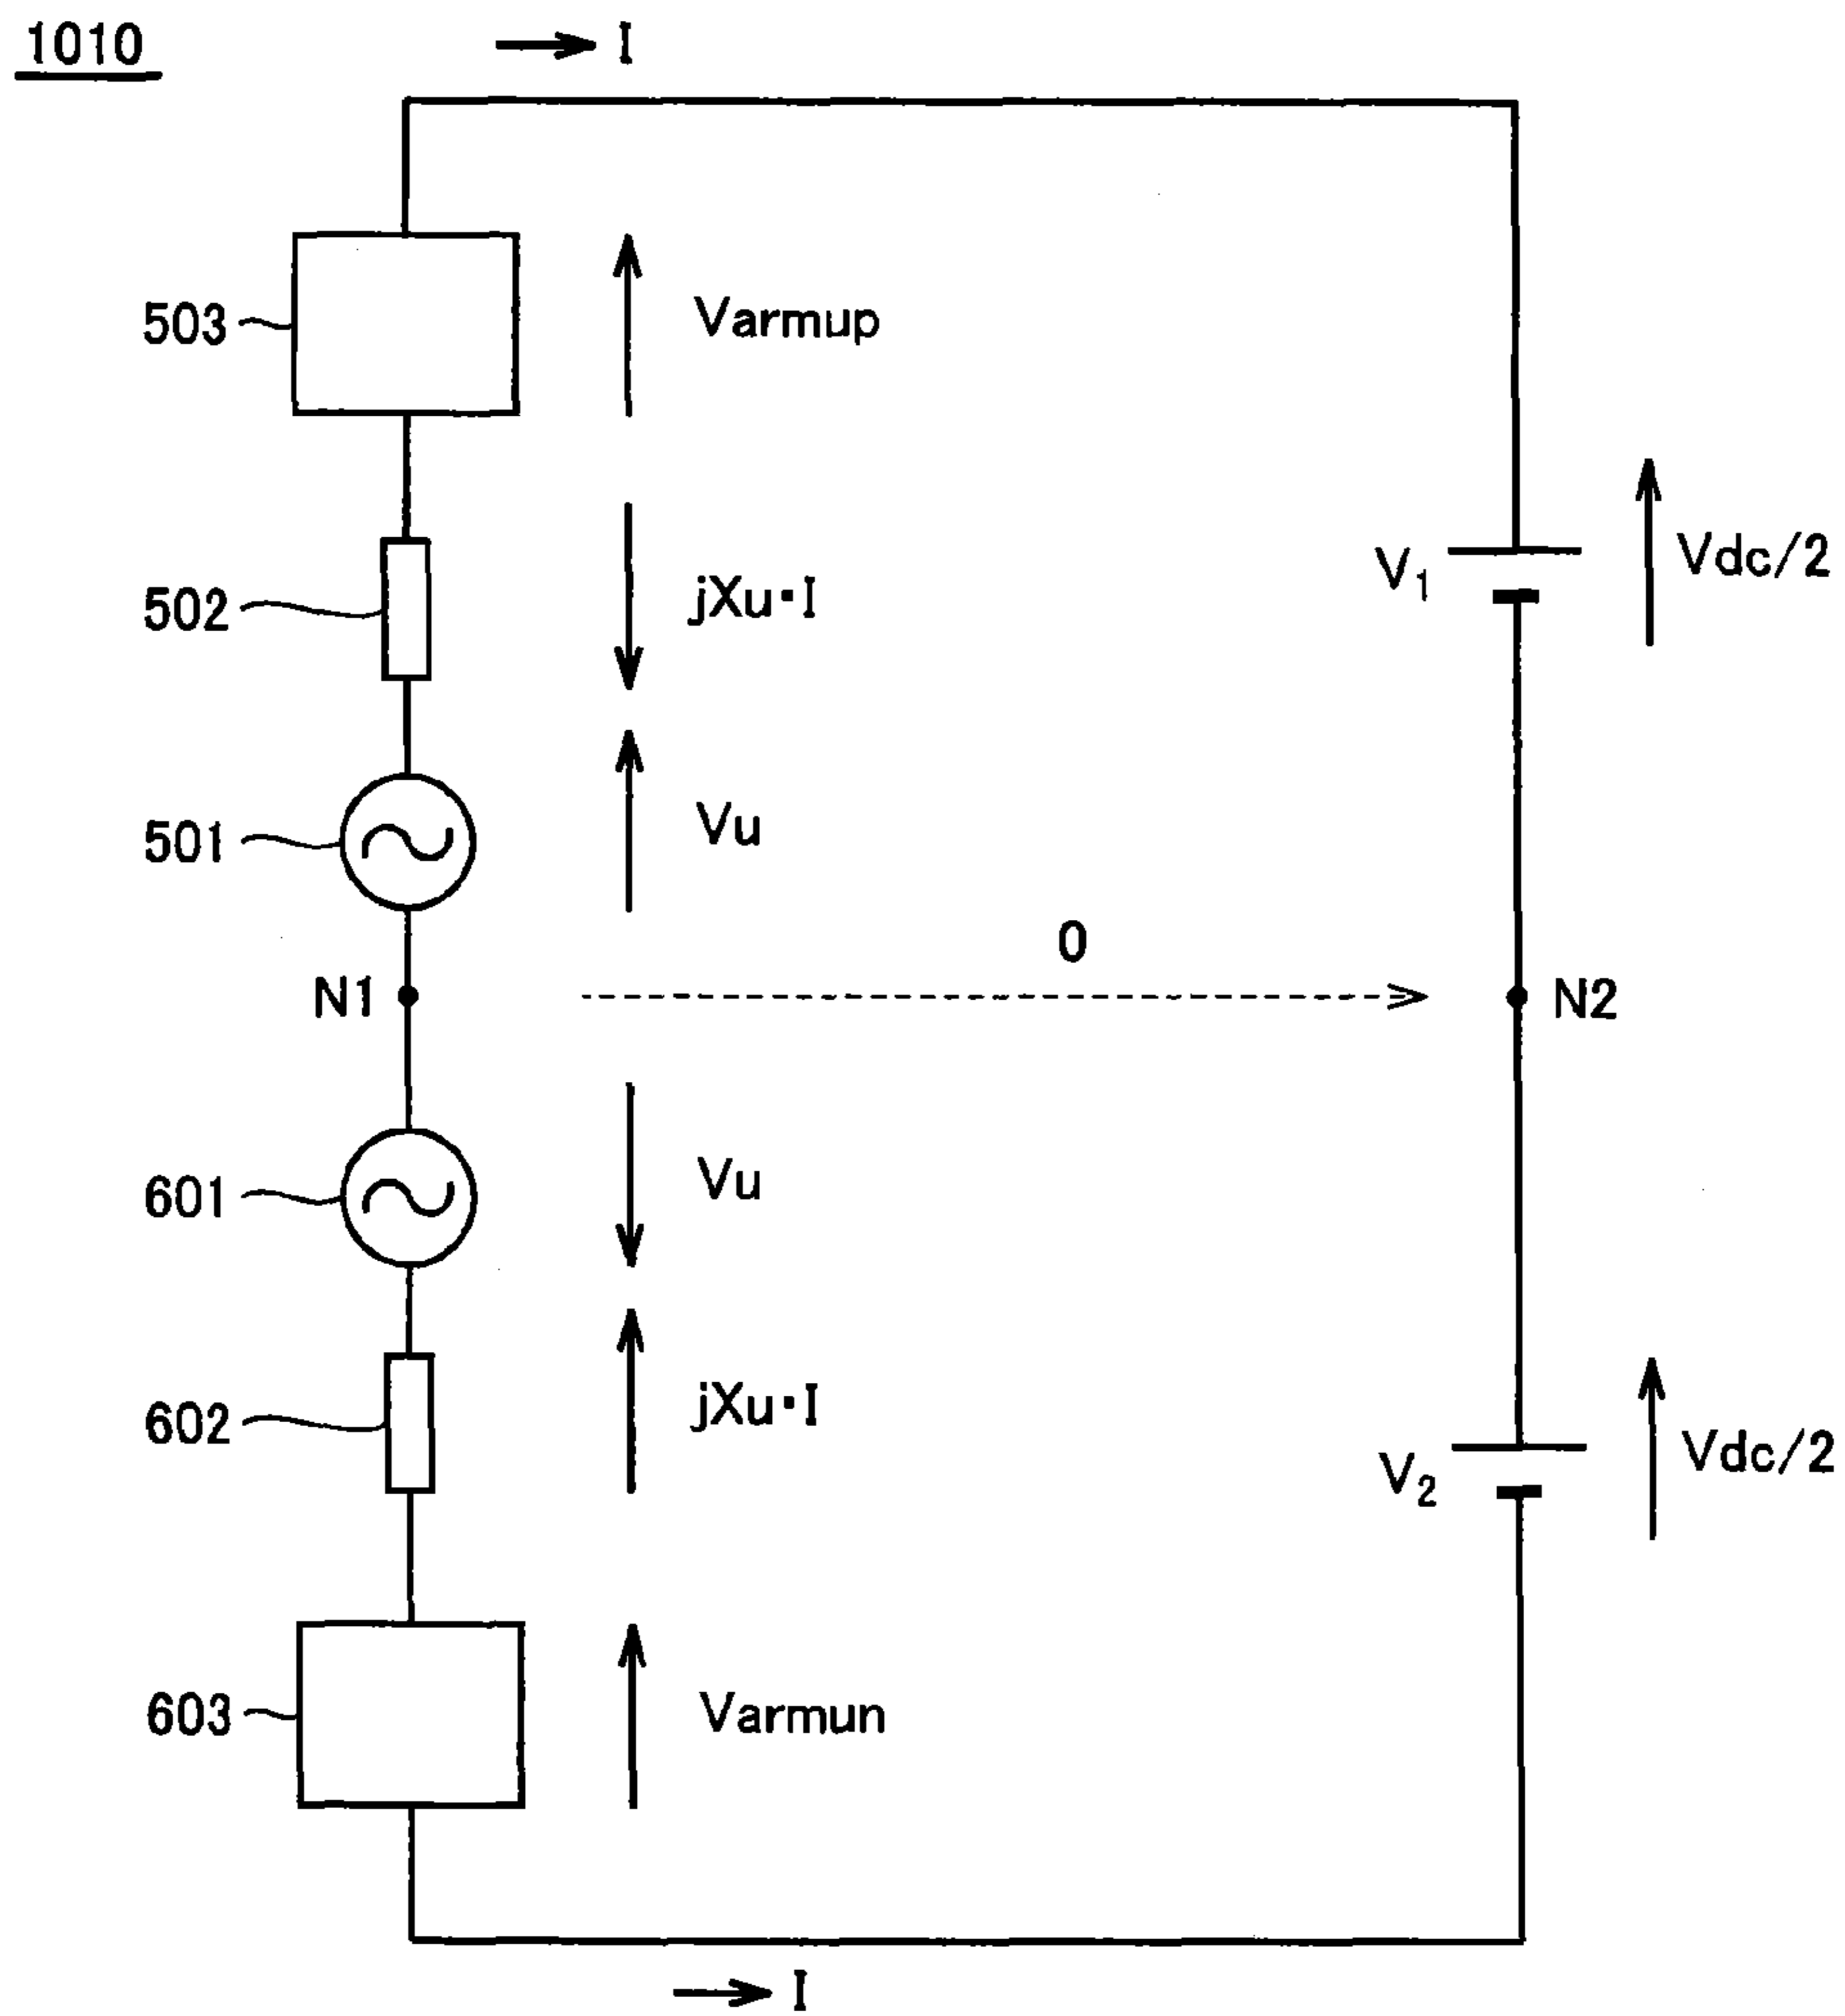 1010
I
503
Varmup
502
jXu·I
V1
Vdc/2
501
Vu
0
N1
N2
601
Vu
602
jXu·I
V2
Vdc/2
603
Varmun
I